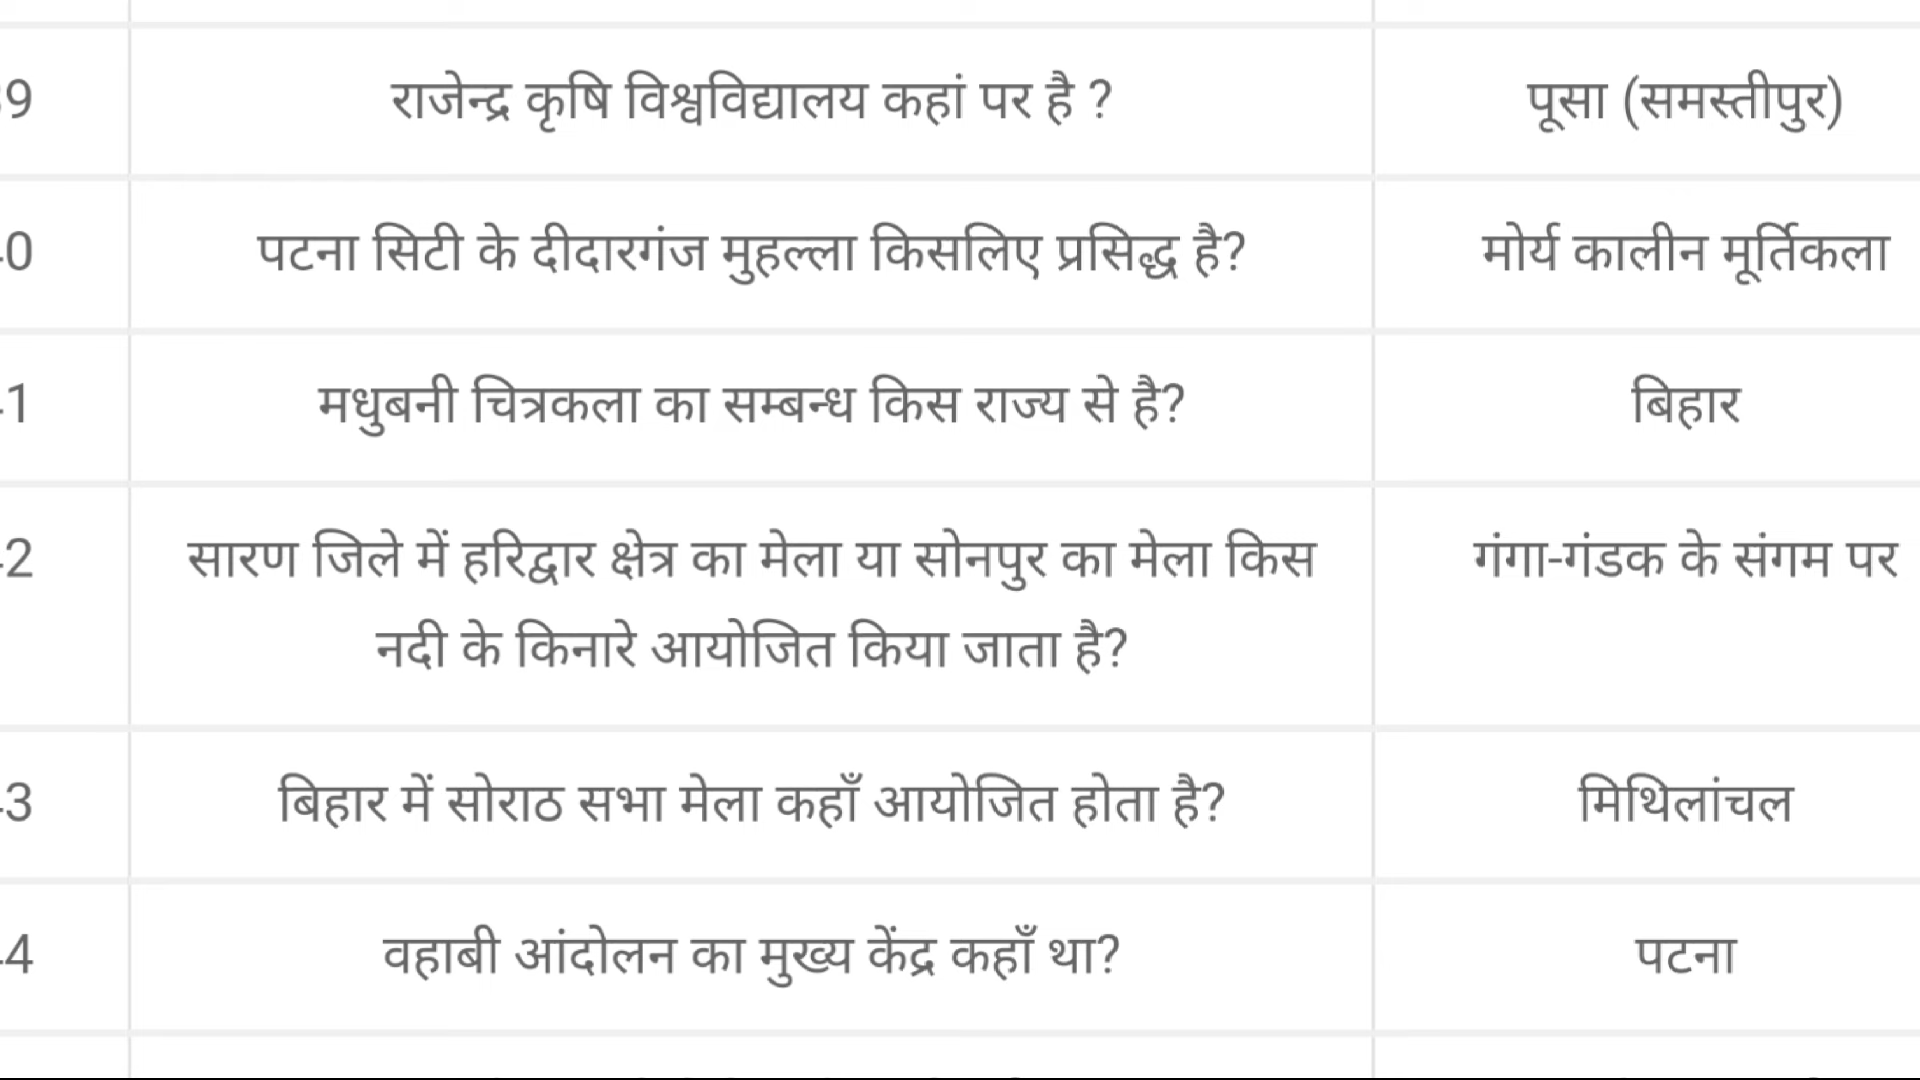 9 राजेन्द्र कृषि विश्वविद्यालय कहां पर है ? पूसा (समस्तीपुर)
0 पटना सिटी के दीदारगंज मुहल्ला किसलिए प्रसिद्ध है? मोर्य कालीन मूर्तिकला
1 मधुबनी चित्रकला का सम्बन्ध किस राज्य से है? बिहार
2 सारण जिले में हरिद्वार क्षेत्र का मेला या सोनपुर का मेला किस गंगा-गंडक के संगम पर
नदी के किनारे आयोजित किया जाता है?
3 बिहार में सोराठ सभा मेला कहाँ आयोजित होता है? मिथिलांचल
4 वहाबी आंदोलन का मुख्य केंद्र कहाँ था? पटना